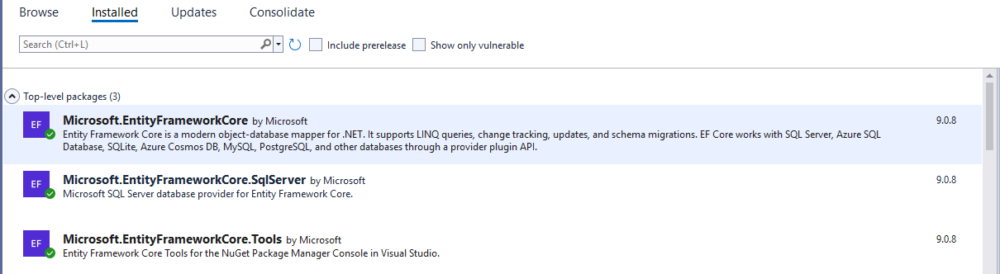 Browse Installed Updates Consolidate
Search (Ctrl+L) Include prerelease Show only vulnerable
Top-level packages (3)
EF Microsoft.EntityFrameworkCore by Microsoft 9.0.8
Entity Framework Core is a modern object-database mapper for .NET. It supports LINQ queries, change tracking, updates, and schema migrations. EF Core works with SQL Server, Azure SQL
Database, SQLite, Azure Cosmos DB, MySQL, PostgreSQL, and other databases through a provider plugin API.
EF Microsoft.EntityFrameworkCore.SqlServer by Microsoft 9.0.8
Microsoft SQL Server database provider for Entity Framework Core.
EF Microsoft.EntityFrameworkCore.Tools by Microsoft 9.0.8
Entity Framework Core Tools for the NuGet Package Manager Console in Visual Studio.